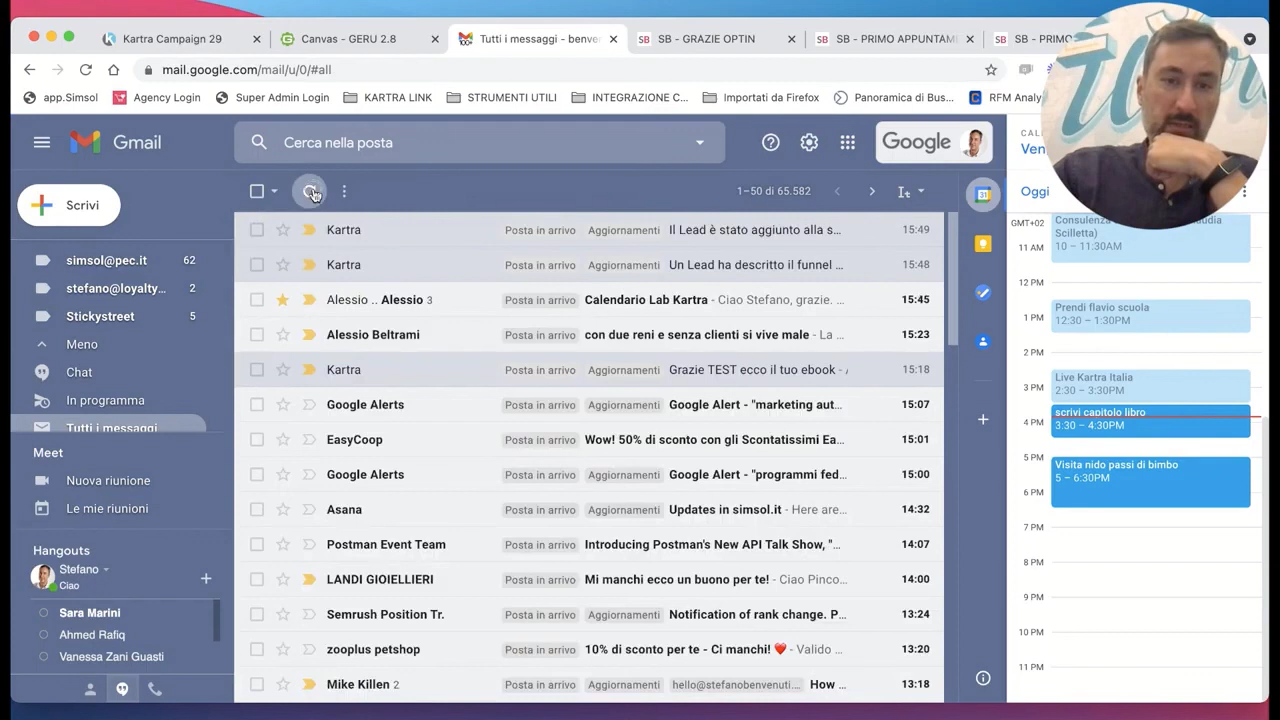 Kartra Campaign 29
Canvas - GERU 2.8
Tutti i messaggi - benve
SB - GRAZIE OPTIN
SB - PRIMO APPUNTAM
SB - PRIMO
mail.google.com/mail/u/0/#all
app.Simsol
Agency Login
Super Admin Login
KARTRA LINK
STRUMENTI UTILI
INTEGRAZIONE C...
Importati da Firefox
Panoramica di Bus...
RFM Analy
Gmail
Cerca nella posta
Google
Oggi
Scrivi
1–50 di 65.582
simsol@pec.it 62
stefano@loyalty... 2
Stickystreet 5
Meno
Chat
In programma
Tutti i messaggi
Meet
Nuova riunione
Le mie riunioni
Hangouts
Stefano
Ciao
Sara Marini
Ahmed Rafiq
Vanessa Zani Guasti
Kartra Posta in arrivo Aggiornamenti Il Lead è stato aggiunto alla s... 15:49
Kartra Posta in arrivo Aggiornamenti Un Lead ha descritto il funnel ... 15:48
Alessio .. Alessio 3 Posta in arrivo Calendario Lab Kartra - Ciao Stefano, grazie. ... 15:45
Alessio Beltrami Posta in arrivo con due reni e senza clienti si vive male - La ... 15:23
Kartra Posta in arrivo Aggiornamenti Grazie TEST ecco il tuo ebook - 15:18
Google Alerts Posta in arrivo Aggiornamenti Google Alert - "marketing aut... 15:07
EasyCoop Posta in arrivo Wow! 50% di sconto con gli Scontatissimi Ea... 15:01
Google Alerts Posta in arrivo Aggiornamenti Google Alert - "programmi fed... 15:00
Asana Posta in arrivo Aggiornamenti Updates in simsol.it - Here are... 14:32
Postman Event Team Posta in arrivo Introducing Postman's New API Talk Show, "... 14:07
LANDI GIOIELLIERI Posta in arrivo Mi manchi ecco un buono per te! - Ciao Pinco... 14:00
Semrush Position Tr. Posta in arrivo Aggiornamenti Notification of rank change. P... 13:24
zooplus petshop Posta in arrivo 10% di sconto per te - Ci manchi! ❤️ - Valido ... 13:20
Mike Killen 2 Posta in arrivo Aggiornamenti hello@stefanobenvenuti... How ... 13:18
GMT+02
Scilletta)
10 – 11:30AM
11 AM
12 PM
Prendi flavio scuola
12:30 – 1:30PM
1 PM
2 PM
Live Kartra Italia
2:30 – 3:30PM
3 PM
scrivi capitolo libro
3:30 – 4:30PM
4 PM
5 PM
Visita nido passi di bimbo
5 – 6:30PM
6 PM
7 PM
8 PM
9 PM
10 PM
11 PM